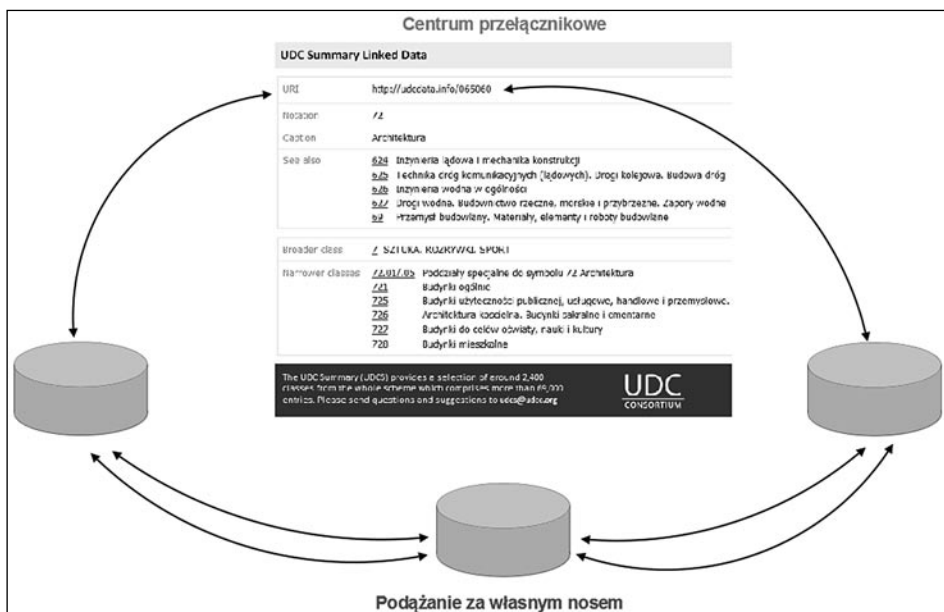 Centrum przełącznikowe
UDC Summary Linked Data
URI http://udcdata.info/065060
Notation 72
Caption Architektura
See also 624 Inżynieria lądowa i mechanika konstrukcji
625 Technika dróg komunikacyjnych (lądowych). Drogi kolejowe. Budowa dróg
626 Inżynieria wodna w ogólności
627 Drogi wodne. Budownictwo rzeczne, morskie i przybrzeżne. Zapory wodne
69 Przemysł budowlany. Materiały, elementy i roboty budowlane
Broader class 7 SZTUKA. ROZRYWKI. SPORT
Narrower classes 72.01/.05 Poddziały specjalne do symbolu 72 Architektura
721 Budynki ogólnie
725 Budynki użyteczności publicznej, usługowe, handlowe i przemysłowe.
726 Architektura kościelna. Budynki sakralne i cmentarne
727 Budynki do celów oświaty, nauki i kultury
728 Budynki mieszkalne
The UDC Summary (UDCS) provides a selection of around 2,400
classes from the whole scheme which comprises more than 69,000
entries. Please send questions and suggestions to udcs@udcc.org
UDC
CONSORTIUM
Podążanie za własnym nosem